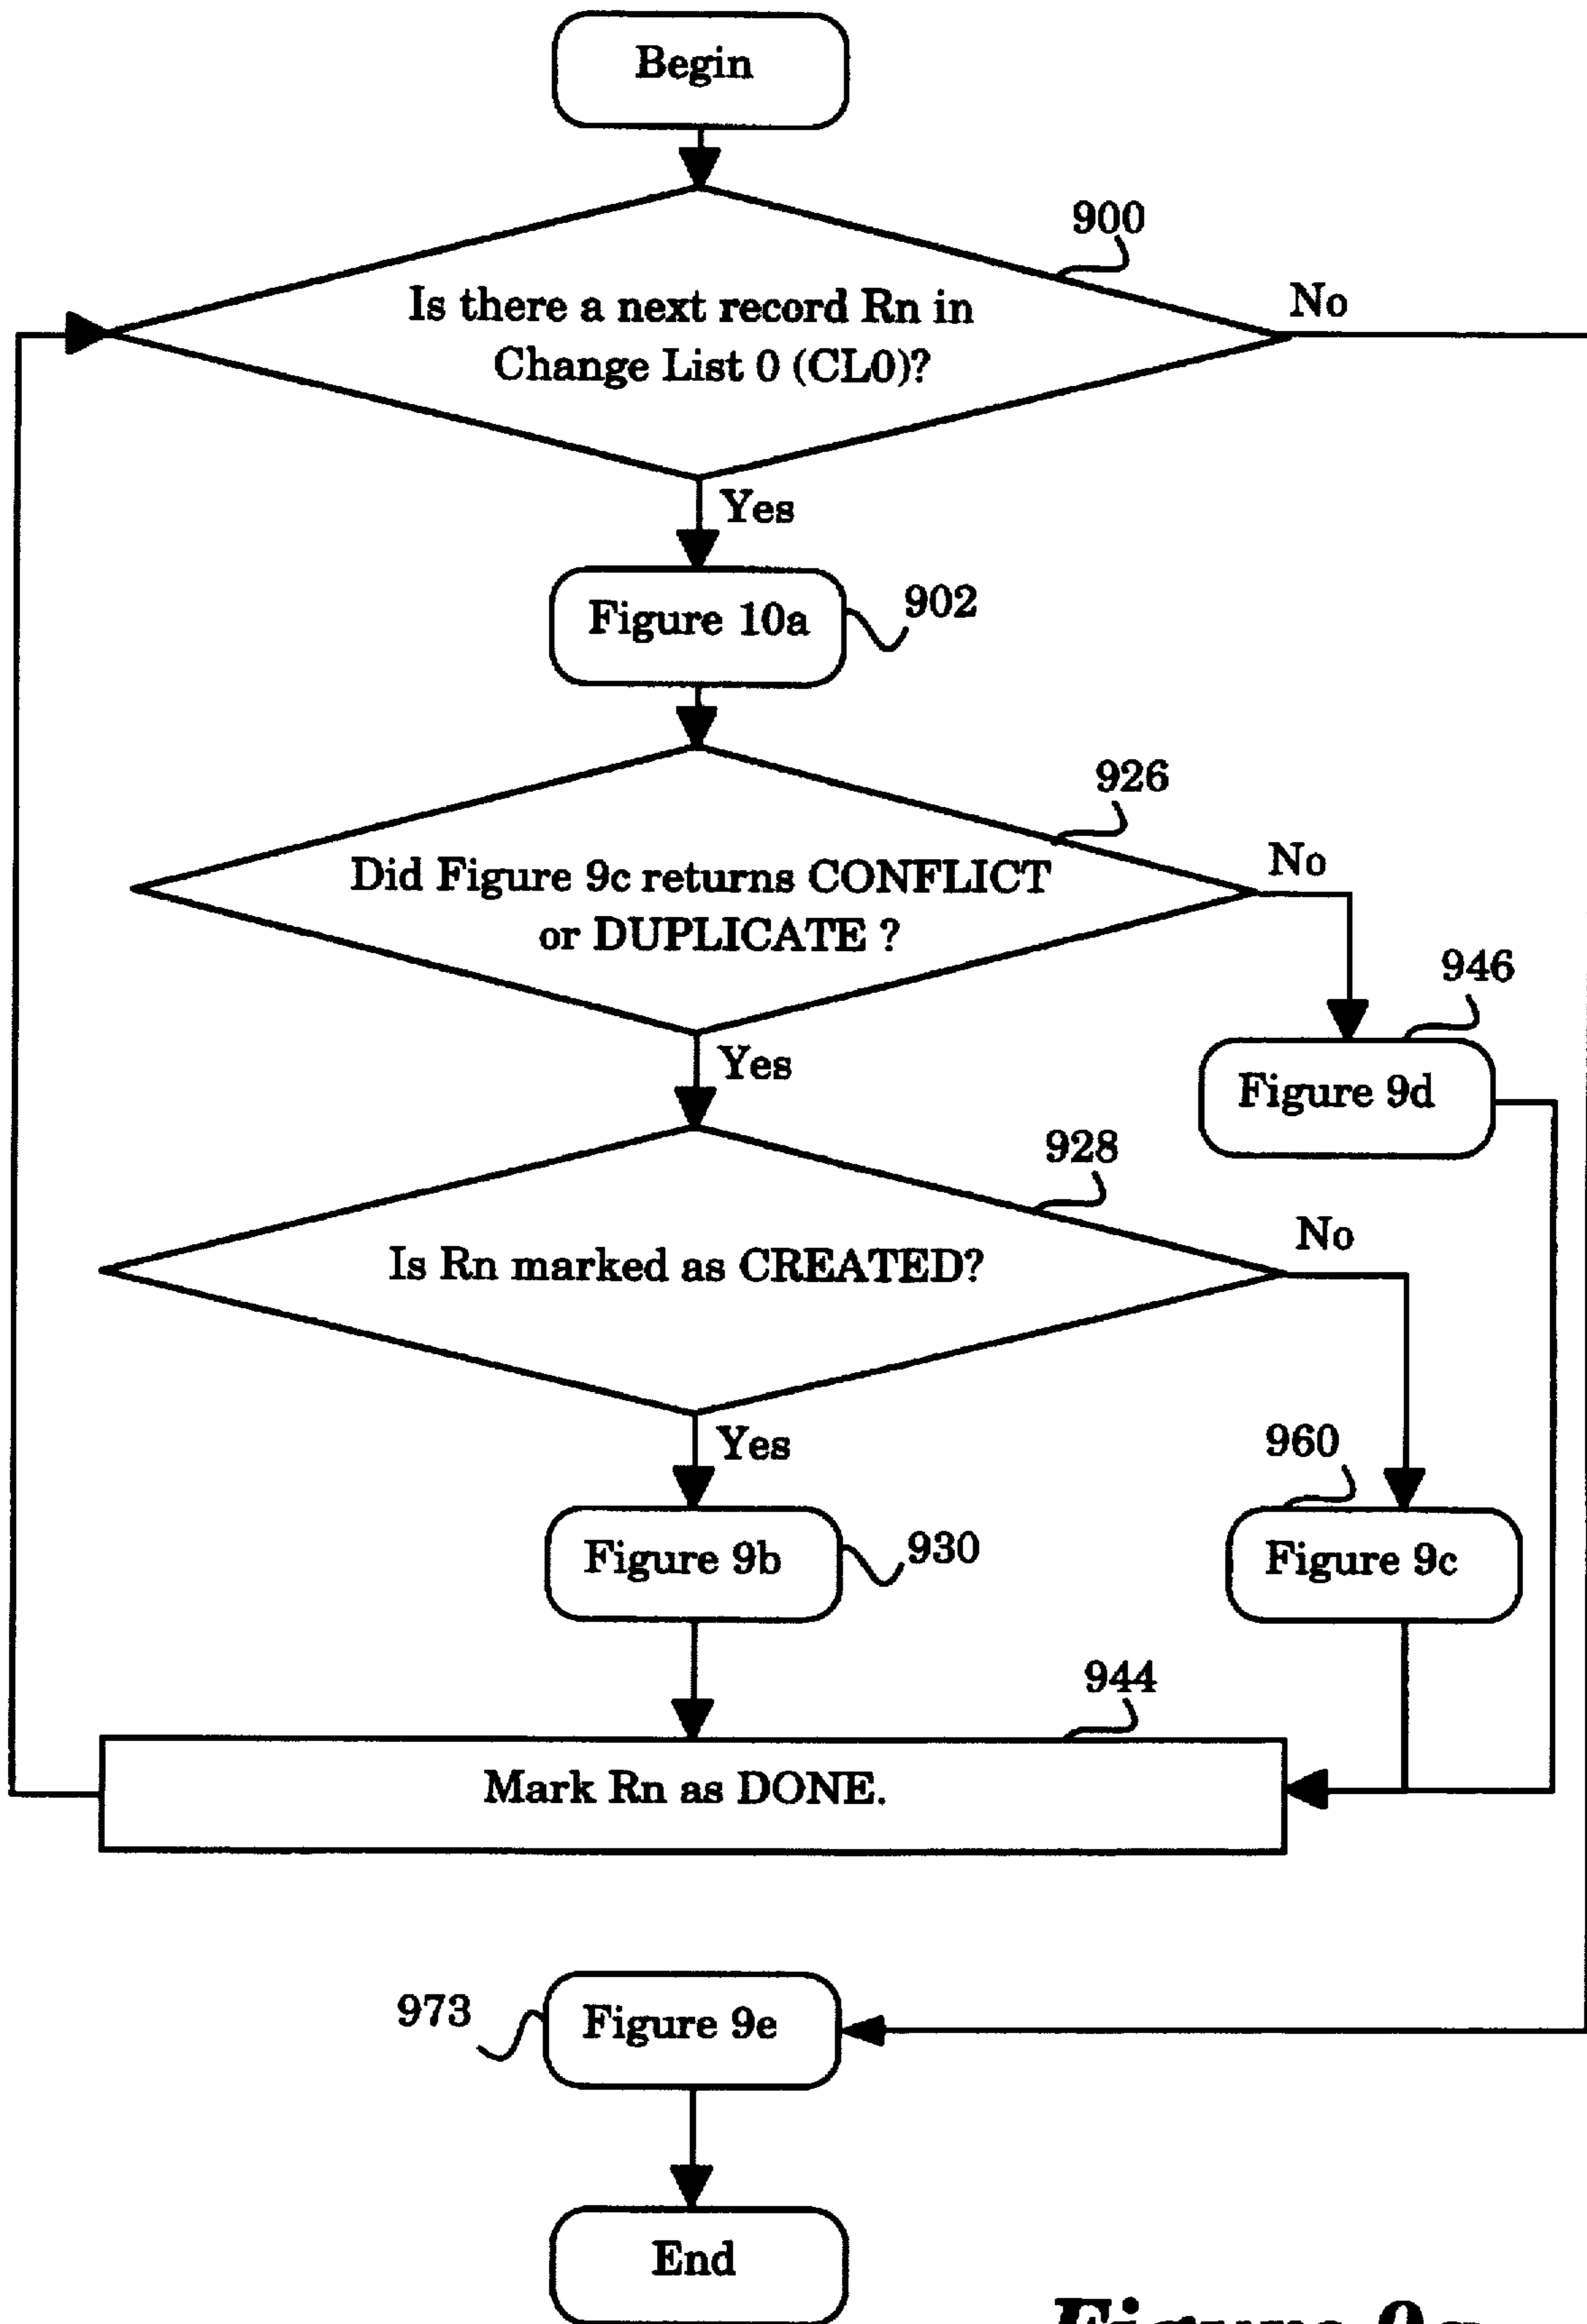 Begin
900
Is there a next record Rn in
Change List 0 (CL0)?
No
Yes
Figure 10a
902
926
Did Figure 9c returns CONFLICT
or DUPLICATE ?
No
946
Yes
Figure 9d
928
Is Rn marked as CREATED?
No
Yes
960
Figure 9b
930
Figure 9c
944
Mark Rn as DONE.
973
Figure 9e
End